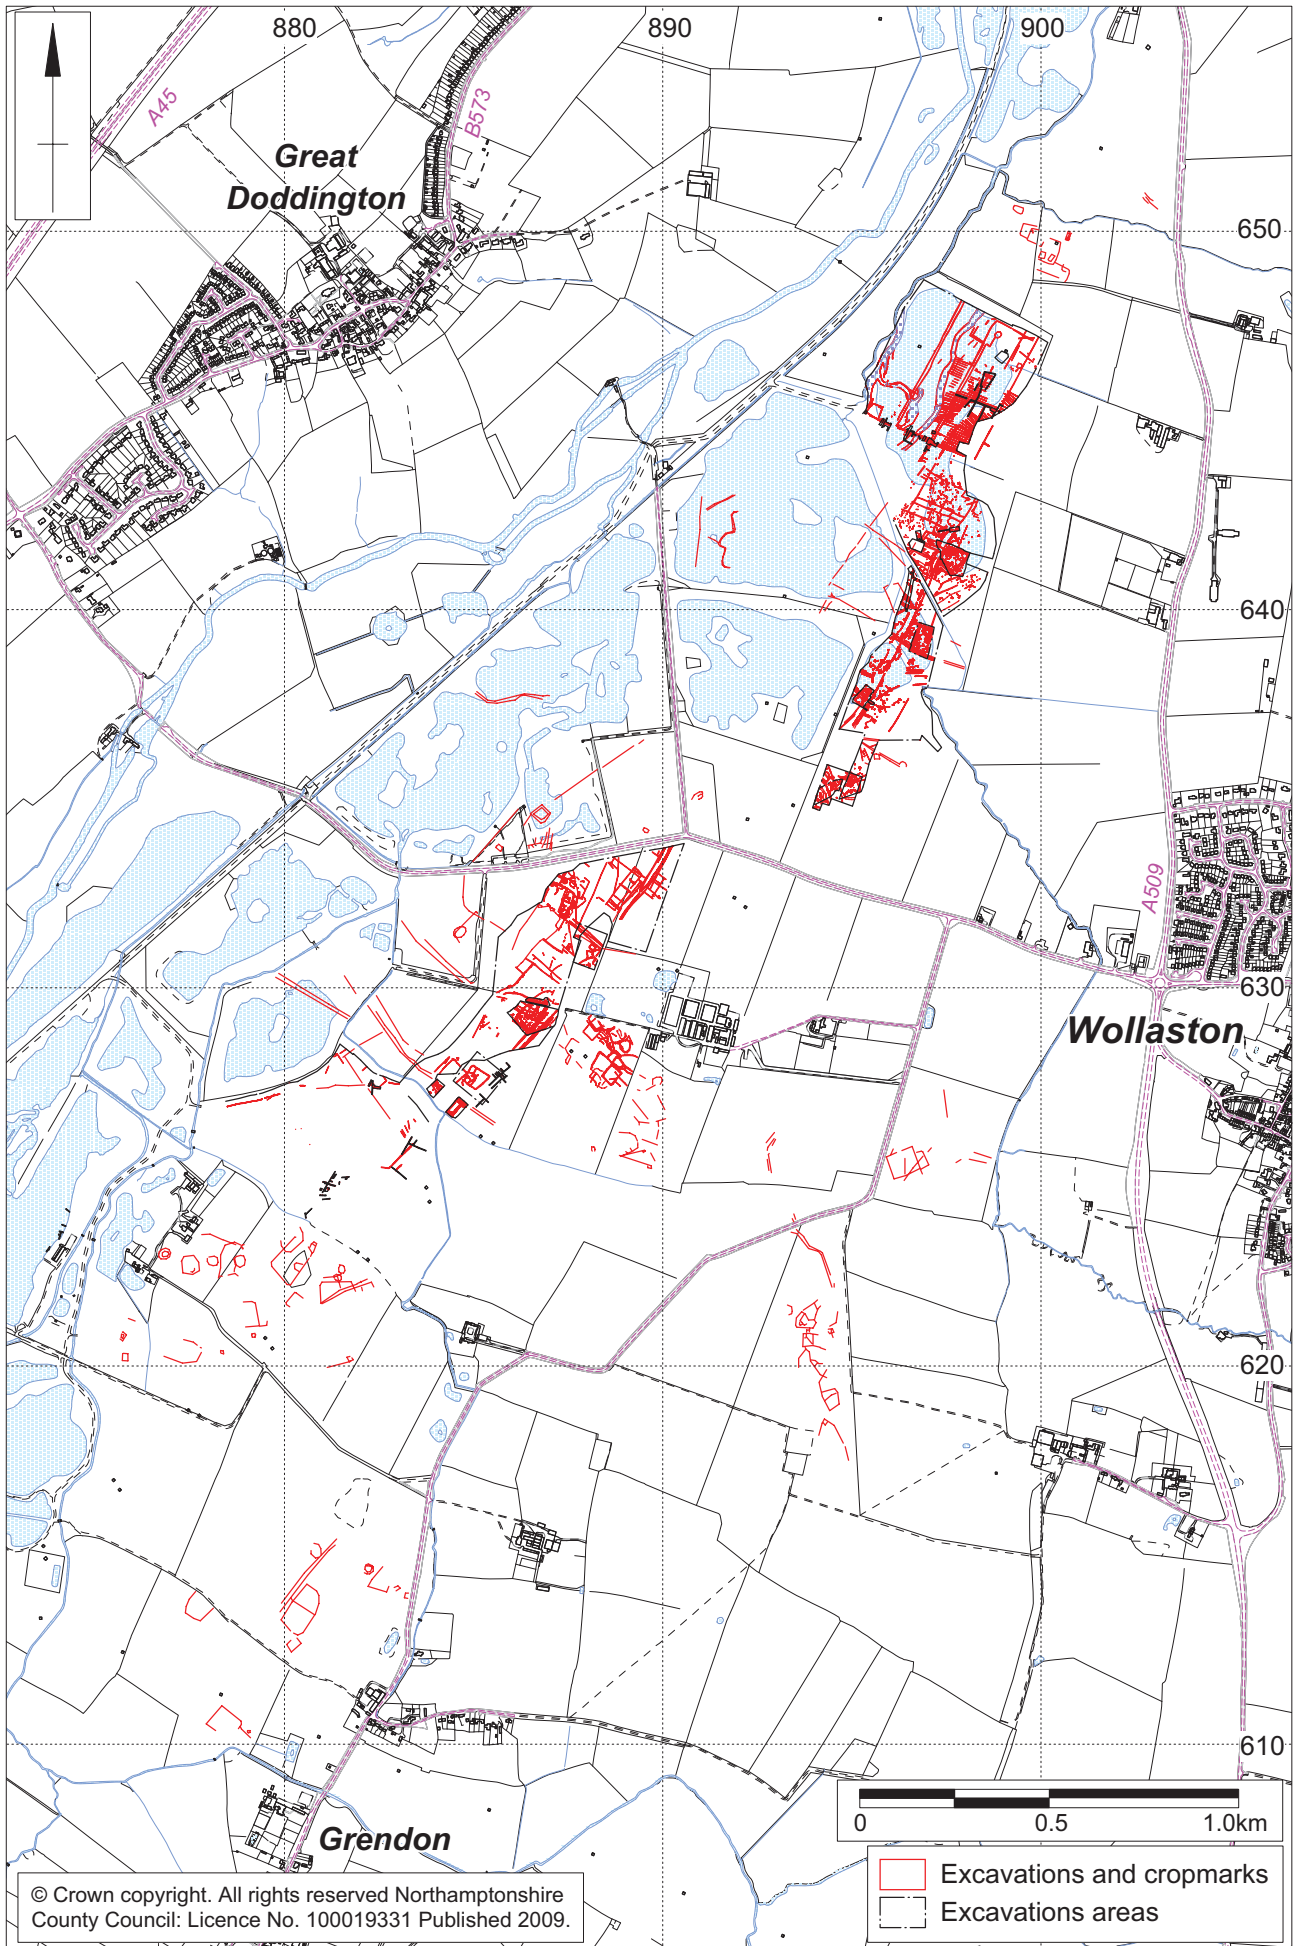 880
890
900
A45
B573
Great
Doddington
650
640
A509
630
Wollaston
620
610
0
0.5
1.0km
Grendon
Excavations and cropmarks
Excavations areas
© Crown copyright. All rights reserved Northamptonshire
County Council: Licence No. 100019331 Published 2009.